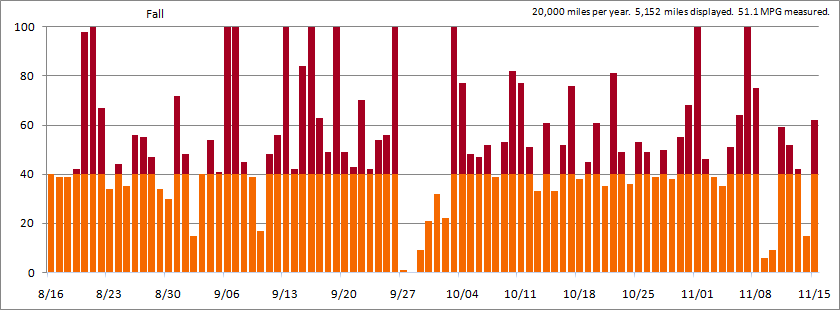 Fall
20,000 miles per year. 5,152 miles displayed. 51.1 MPG measured.
100
80
60
40
20
0
8/16 8/23 8/30 9/06 9/13 9/20 9/27 10/04 10/11 10/18 10/25 11/01 11/08 11/15